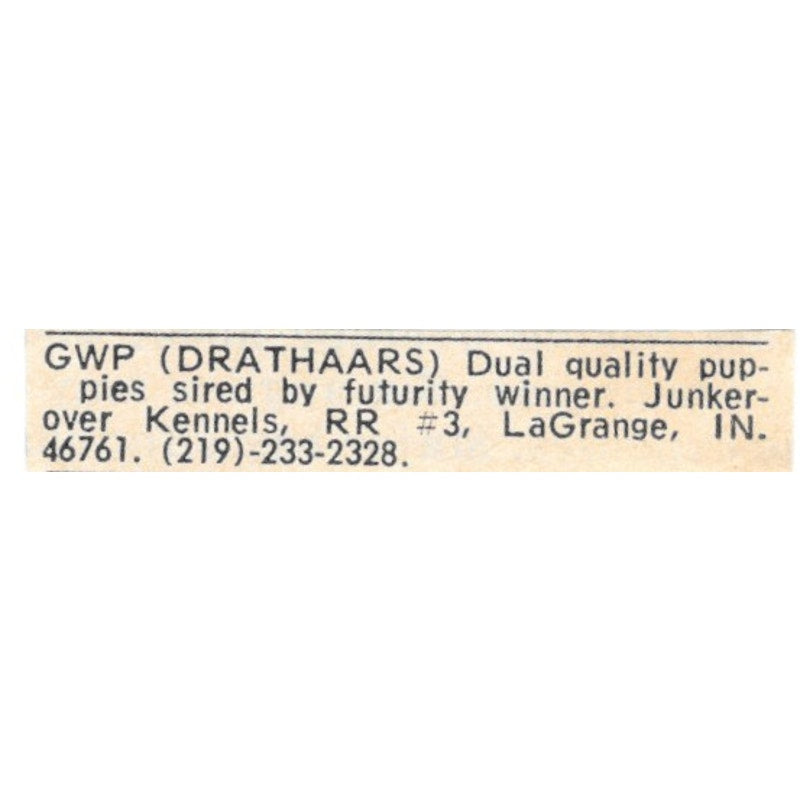 GWP (DRATHAARS) Dual quality pup-
pies sired by futurity winner. Junker-
over Kennels, RR #3, LaGrange, IN.
46761. (219)-233-2328.